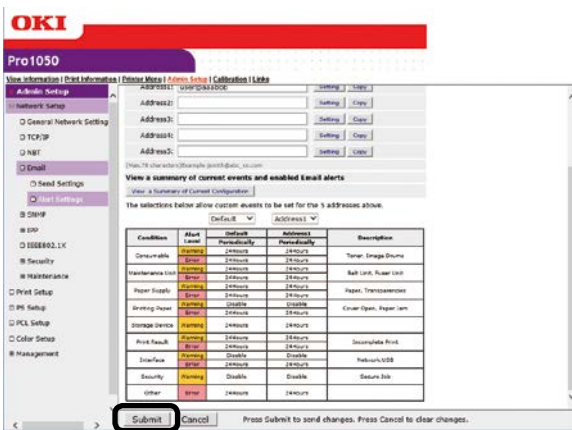 OKI
Pro1050
View Information | Print Information | Printer Menu | Admin Setup | Calibration | Links
Admin Setup
Network Setup
General Network Setting
TCP/IP
NBT
Email
Send Settings
Alert Settings
SNMP
IPP
IEEE802.1X
Security
Maintenance
Print Setup
PS Setup
PCL Setup
Color Setup
Management
Address1: Setting Copy
Address2: Setting Copy
Address3: Setting Copy
Address4: Setting Copy
Address5: Setting Copy
View a summary of current events and enabled Email alerts
View a Summary of Current Configuration
The selections below allow custom events to be set for the 5 addresses above.
Default Address1
Condition Alert Level Default Periodically Address1 Periodically Description
Consumable Warning 24Hours 24Hours Toner, Image Drums
Error 24Hours 24Hours
Maintenance Unit Warning 24Hours 24Hours Belt Unit, Fuser Unit
Error 24Hours 24Hours
Paper Supply Warning 24Hours 24Hours Paper, Transparencies
Error 24Hours 24Hours
Printing Paper Warning Disable Disable Cover Open, Paper Jam
Error 24Hours 24Hours
Storage Device Warning 24Hours 24Hours
Print Result Warning 24Hours 24Hours Incomplete Print
Error 24Hours 24Hours
Interface Warning Disable Disable Network,USB
Error 24Hours 24Hours
Security Warning Disable Disable Secure Job
Other Error 24Hours 24Hours
Submit Cancel Press Submit to send changes. Press Cancel to clear changes.